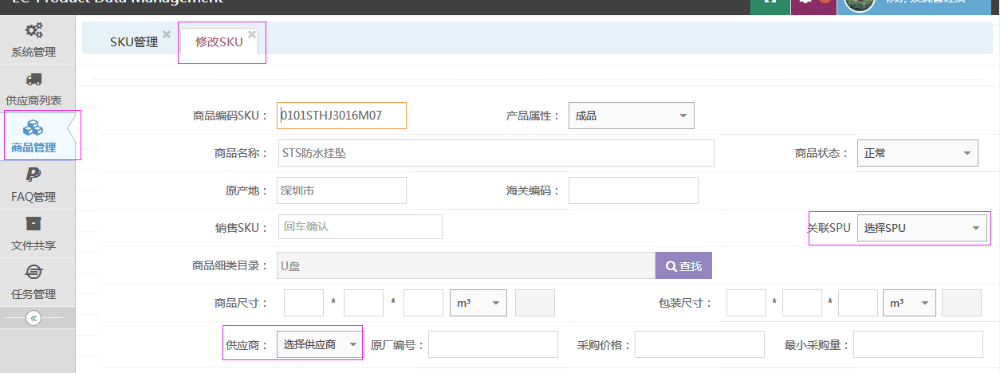 EC Product Data Management
系统管理
供应商列表
商品管理
FAQ管理
文件共享
任务管理
SKU管理
修改SKU
商品编码SKU： 0101STHJ3016M07 产品属性： 成品
商品名称： STS防水挂坠 商品状态： 正常
原产地： 深圳市 海关编码：
销售SKU： 回车确认 关联SPU 选择SPU
商品细类目录： U盘 查找
商品尺寸： * * m³ 包装尺寸： * * m³
供应商： 选择供应商 原厂编号： 采购价格： 最小采购量：